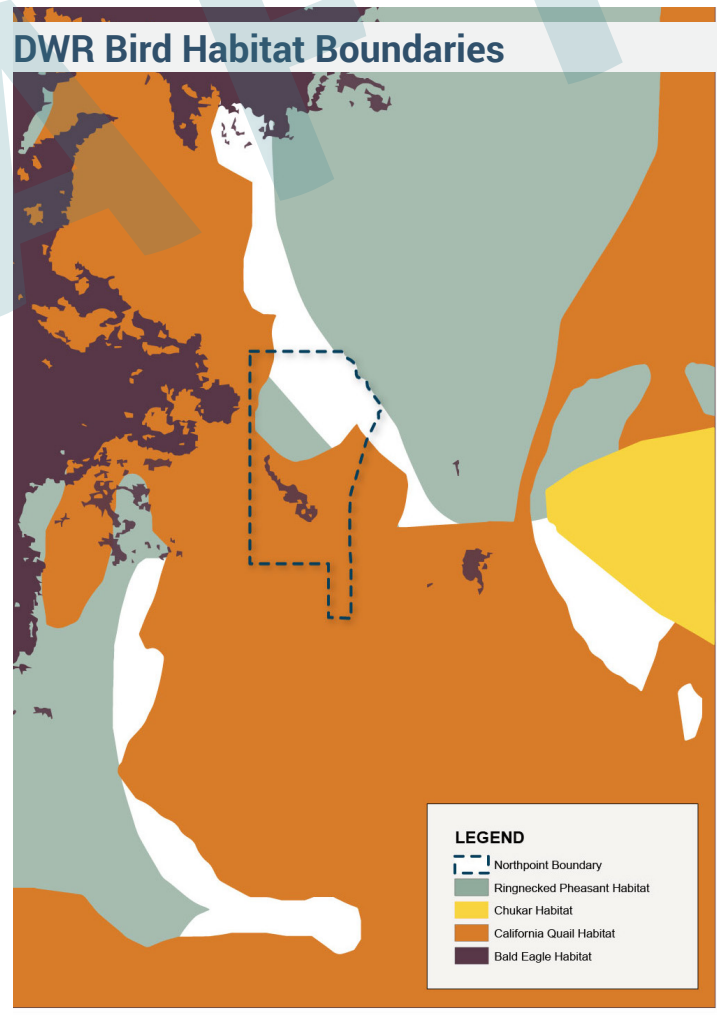 DWR Bird Habitat Boundaries
LEGEND
Northpoint Boundary
Ringnecked Pheasant Habitat
Chukar Habitat
California Quail Habitat
Bald Eagle Habitat